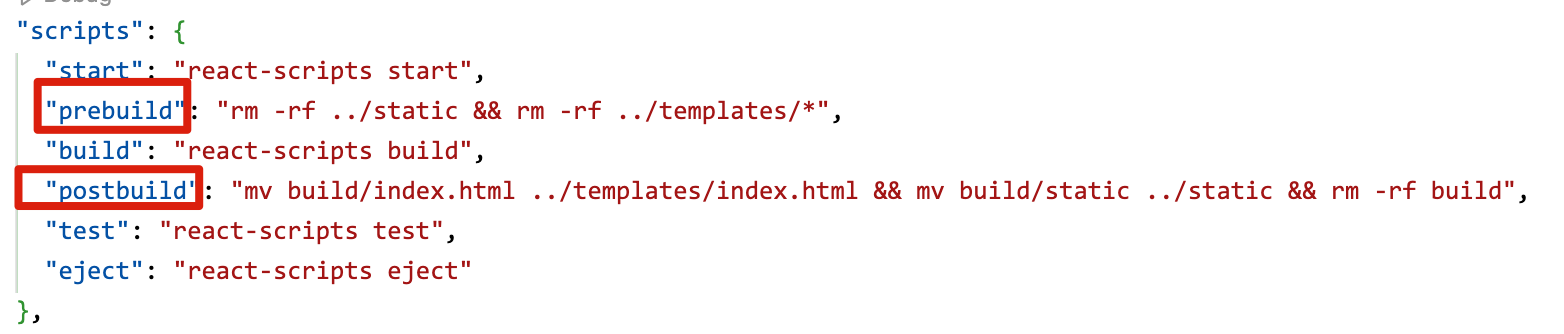 Debug
"scripts": {
"start": "react-scripts start",
"prebuild": "rm -rf ../static && rm -rf ../templates/*",
"build": "react-scripts build",
"postbuild": "mv build/index.html ../templates/index.html && mv build/static ../static && rm -rf build",
"test": "react-scripts test",
"eject": "react-scripts eject"
},